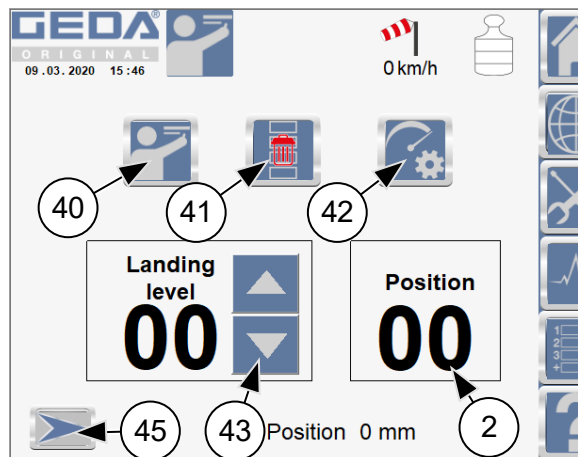 GEDA
ORIGINAL
09.03.2020 15:46
0 km/h
40
41
42
Landing
level
00
Position
00
45
43
Position 0 mm
2
1
2
3
+
?